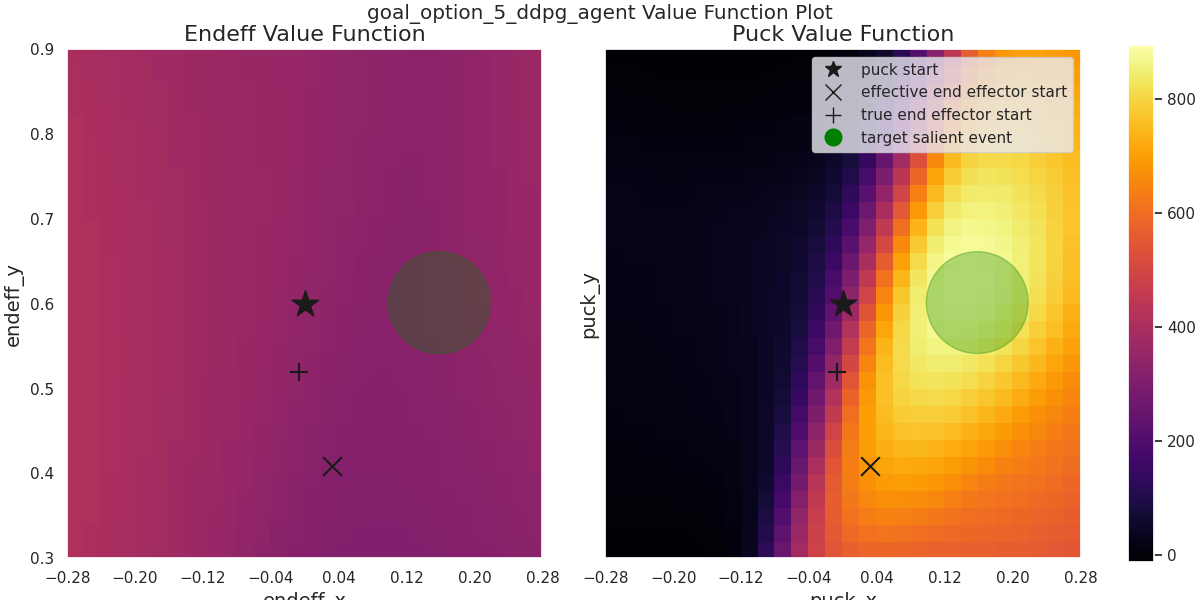 goal_option_5_ddpg_agent Value Function Plot
Endeff Value Function
Puck Value Function
puck start
effective end effector start
true end effector start
target salient event
endeff_y
0.9
0.8
0.7
0.6
0.5
0.4
0.3
−0.28 −0.20 −0.12 −0.04 0.04 0.12 0.20 0.28
endeff_x
puck_y
−0.28 −0.20 −0.12 −0.04 0.04 0.12 0.20 0.28
puck_x
800
600
400
200
0